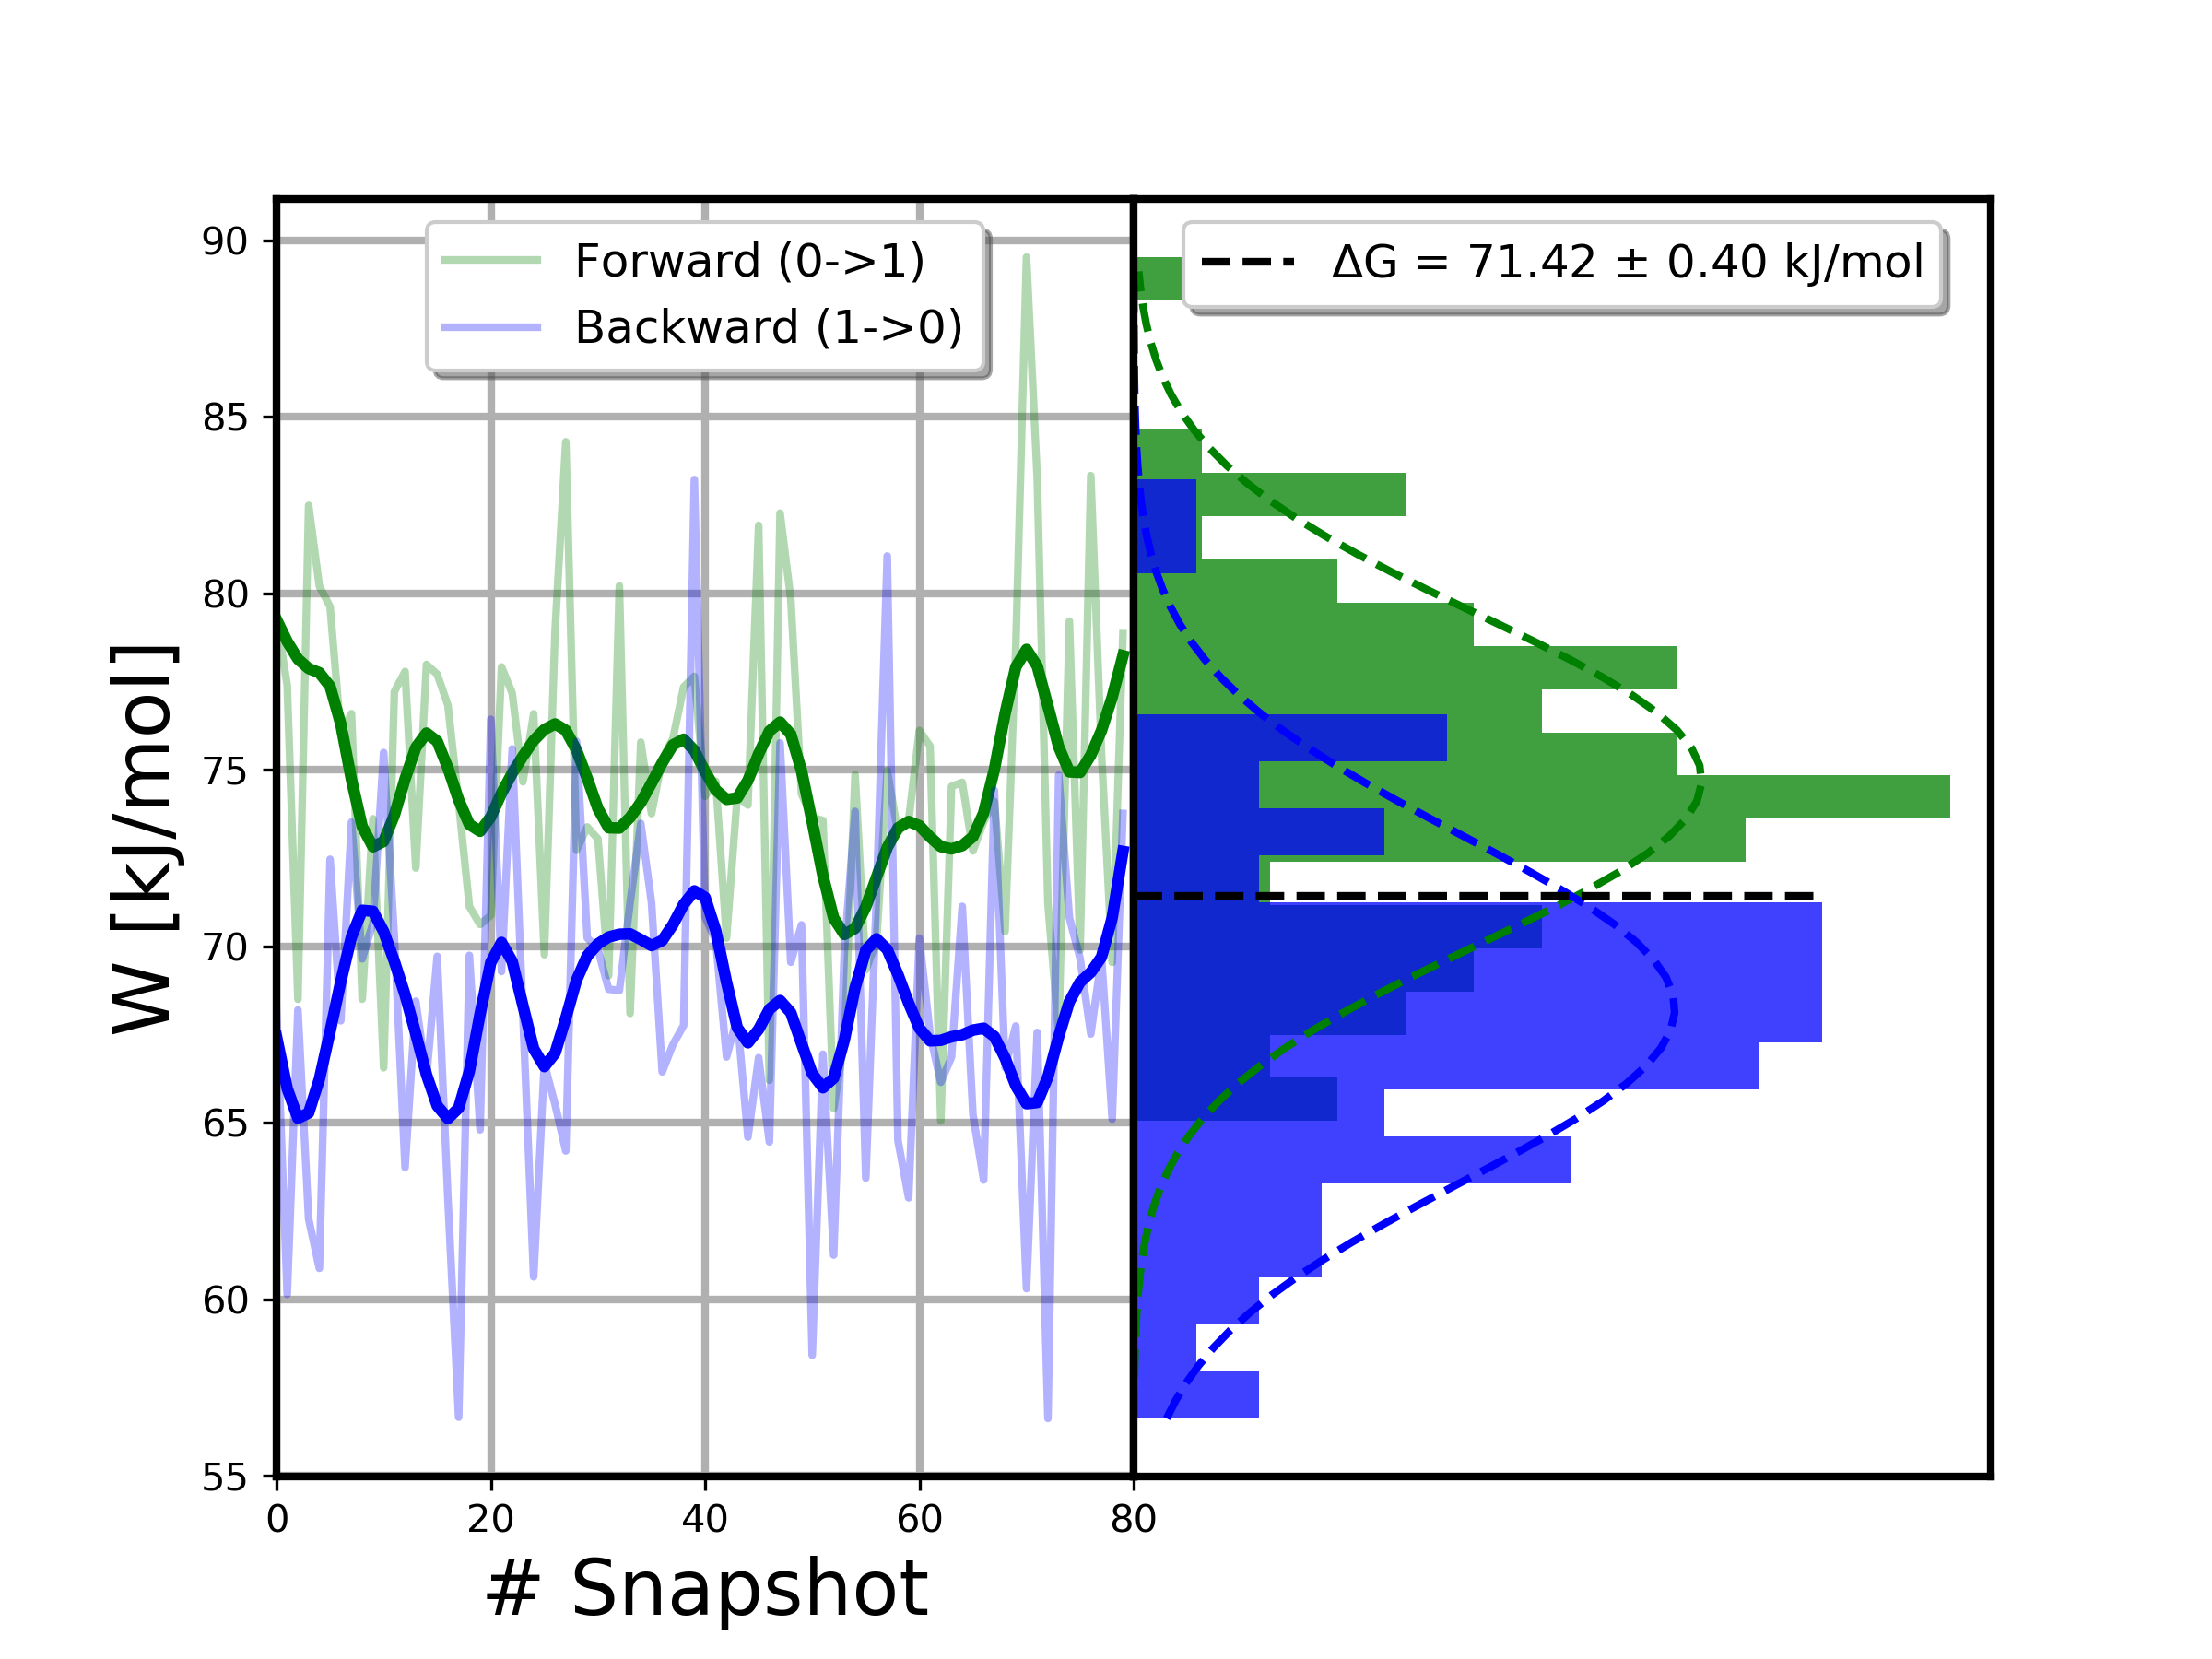 Forward (0->1)
Backward (1->0)
ΔG = 71.42 ± 0.40 kJ/mol
W [kJ/mol]
90
85
80
75
70
65
60
55
0
20
40
60
80
# Snapshot